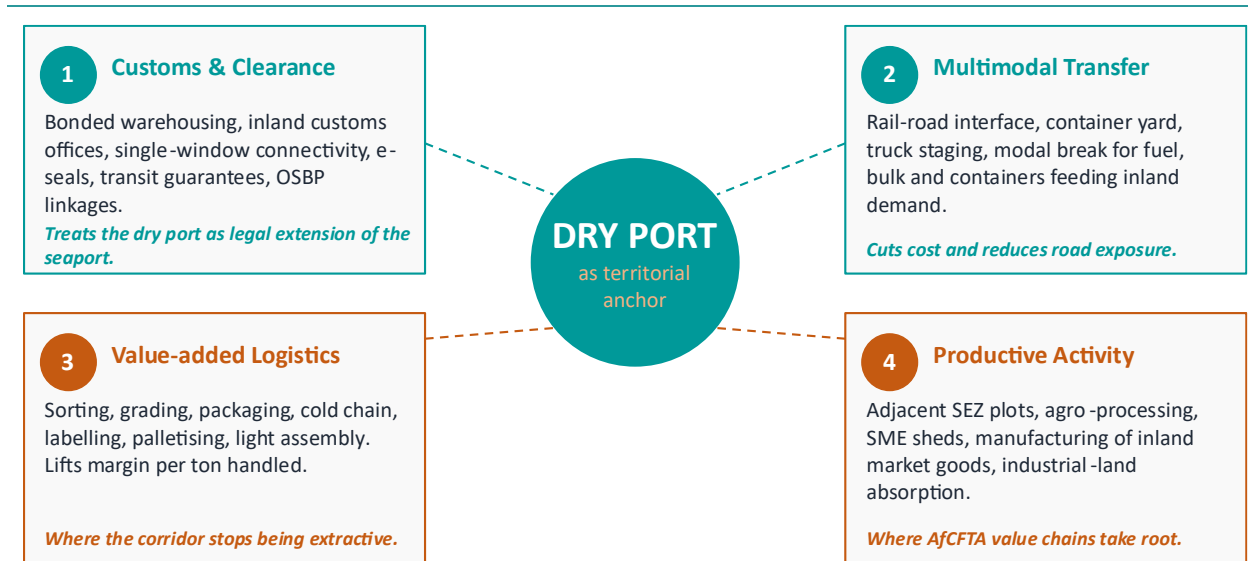 1
Customs & Clearance
Bonded warehousing, inland customs
offices, single-window connectivity, e-
seals, transit guarantees, OSBP
linkages.
Treats the dry port as legal extension of the
seaport.
2
Multimodal Transfer
Rail-road interface, container yard,
truck staging, modal break for fuel,
bulk and containers feeding inland
demand.
Cuts cost and reduces road exposure.
DRY PORT
as territorial
anchor
3
Value-added Logistics
Sorting, grading, packaging, cold chain,
labelling, palletising, light assembly.
Lifts margin per ton handled.
Where the corridor stops being extractive.
4
Productive Activity
Adjacent SEZ plots, agro-processing,
SME sheds, manufacturing of inland
market goods, industrial-land
absorption.
Where AfCFTA value chains take root.